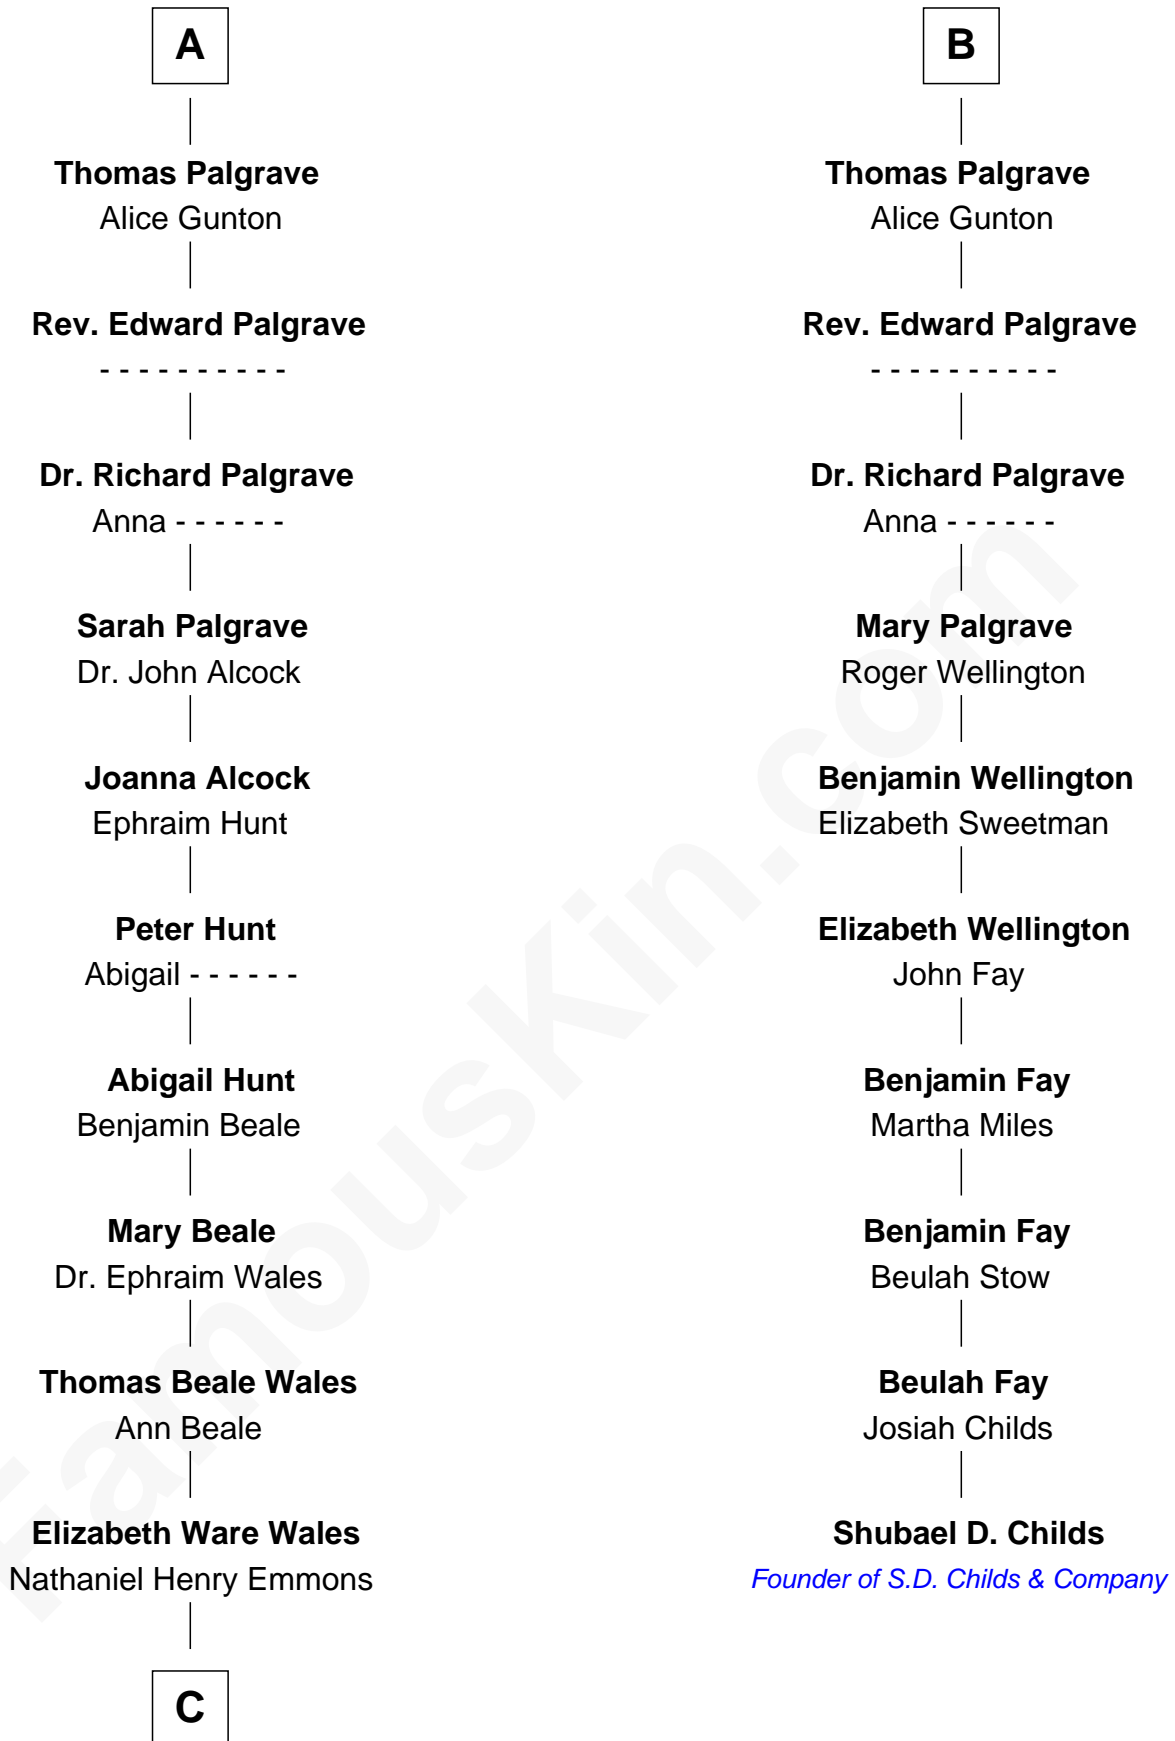 A
Thomas Palgrave
Alice Gunton
Rev. Edward Palgrave
- - - - - - - - - -
Dr. Richard Palgrave
Anna - - - - - -
Sarah Palgrave
Dr. John Alcock
Joanna Alcock
Ephraim Hunt
Peter Hunt
Abigail - - - - - -
Abigail Hunt
Benjamin Beale
Mary Beale
Dr. Ephraim Wales
Thomas Beale Wales
Ann Beale
Elizabeth Ware Wales
Nathaniel Henry Emmons
C
B
Thomas Palgrave
Alice Gunton
Rev. Edward Palgrave
- - - - - - - - - -
Dr. Richard Palgrave
Anna - - - - - -
Mary Palgrave
Roger Wellington
Benjamin Wellington
Elizabeth Sweetman
Elizabeth Wellington
John Fay
Benjamin Fay
Martha Miles
Benjamin Fay
Beulah Stow
Beulah Fay
Josiah Childs
Shubael D. Childs
Founder of S.D. Childs & Company
FamousKin.com